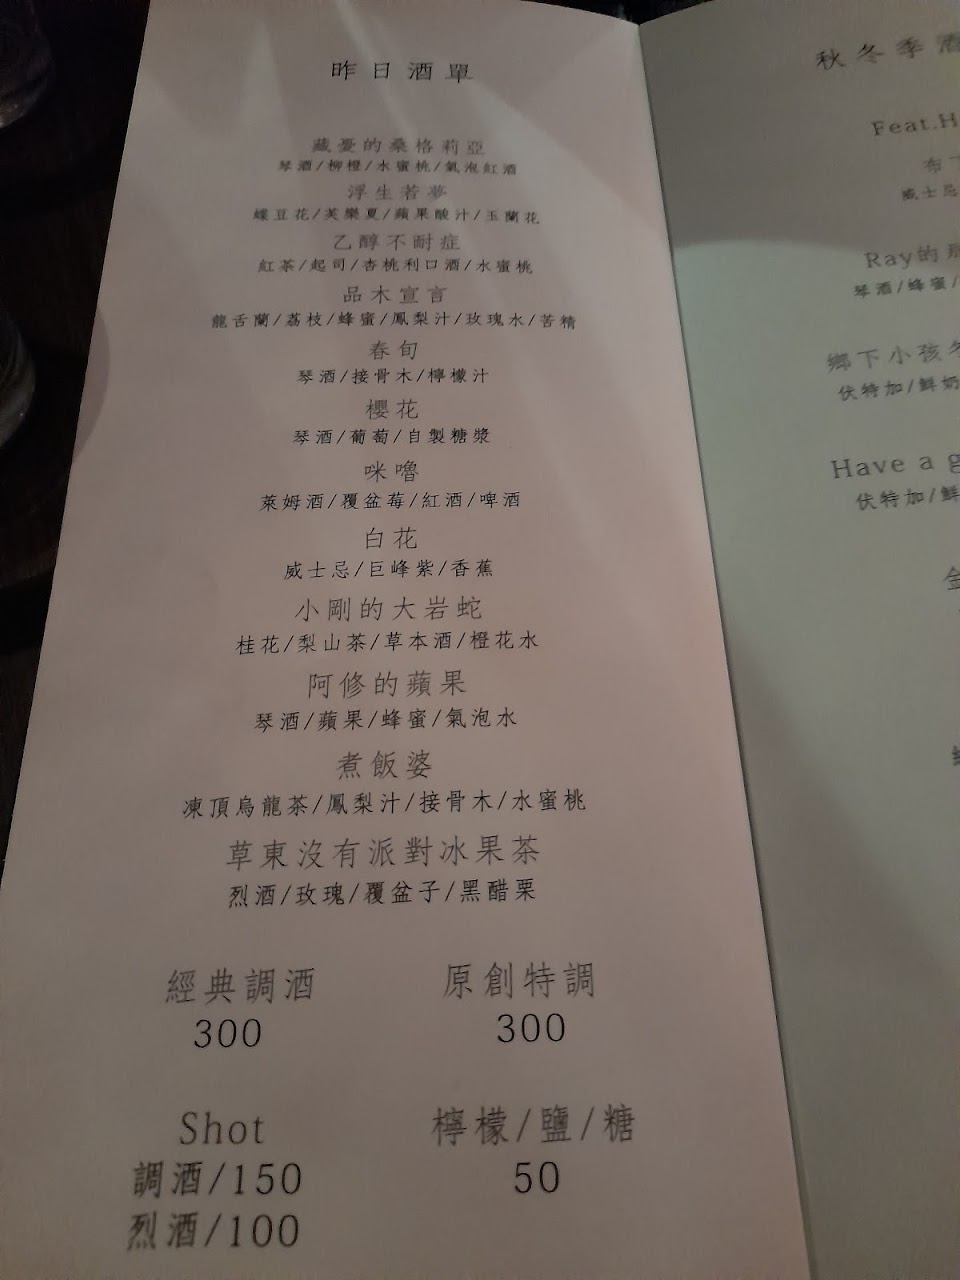 昨日酒單
藏憂的桑格莉亞
琴酒/柳橙/水蜜桃/氣泡紅酒
浮生若夢
蝶豆花/芙樂夏/蘋果酸汁/玉蘭花
乙醇不耐症
紅茶/起司/杏桃利口酒/水蜜桃
品木宣言
龍舌蘭/荔枝/蜂蜜/鳳梨汁/玫瑰水/苦精
春旬
琴酒/接骨木/檸檬汁
櫻花
琴酒/葡萄/自製糖漿
咪嚕
萊姆酒/覆盆莓/紅酒/啤酒
白花
威士忌/巨峰紫/香蕉
小剛的大岩蛇
桂花/梨山茶/草本酒/橙花水
阿修的蘋果
琴酒/蘋果/蜂蜜/氣泡水
煮飯婆
凍頂烏龍茶/鳳梨汁/接骨木/水蜜桃
草東沒有派對冰果茶
烈酒/玫瑰/覆盆子/黑醋栗
經典調酒
300
原創特調
300
Shot
調酒/150
烈酒/100
檸檬/鹽/糖
50
秋冬季酒
Feat.H
布丁
威士忌
Ray的
琴酒/蜂蜜/
鄉下小孩
伏特加/鮮奶
Have a g
伏特加/鮮
金